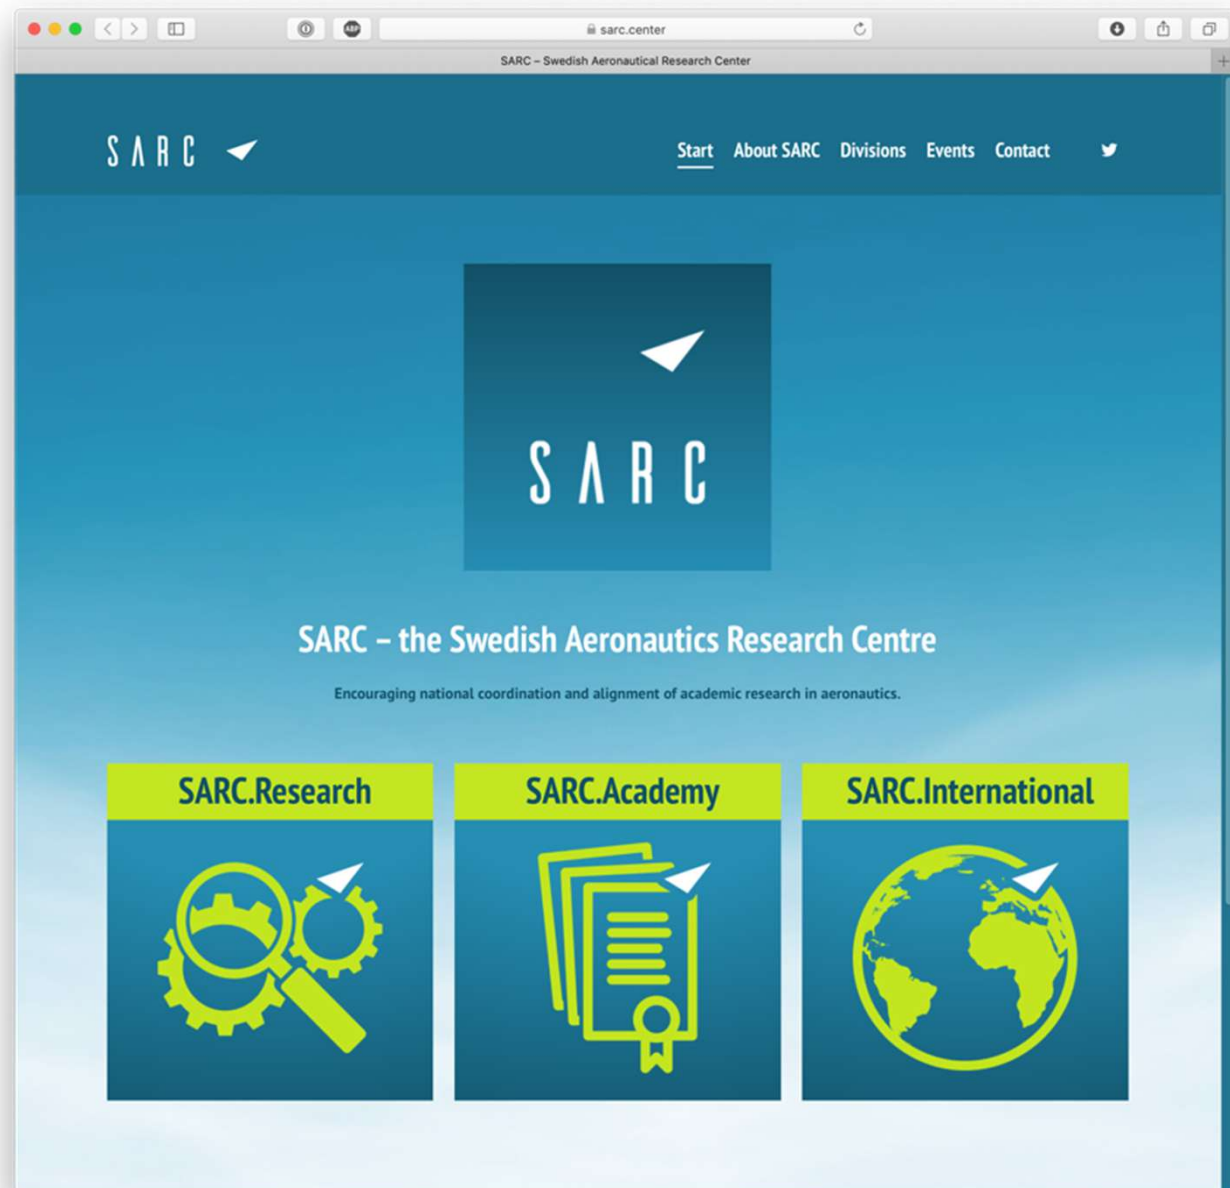 ABP
sarc.center
SARC – Swedish Aeronautical Research Center
SARC
Start About SARC Divisions Events Contact
SARC
SARC – the Swedish Aeronautics Research Centre
Encouraging national coordination and alignment of academic research in aeronautics.
SARC.Research
SARC.Academy
SARC.International